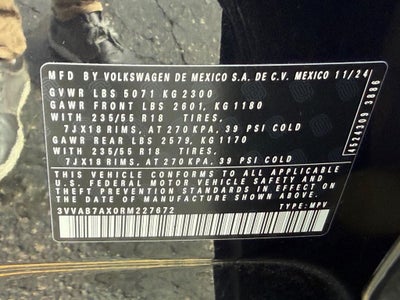 MFD BY VOLKSWAGEN DE MEXICO S.A. DE C.V. MEXICO 11/24
GVWR LBS 5071 KG 2300
GAWR FRONT LBS 2601, KG 1180
WITH 235/55 R18 TIRES,
7JX18 RIMS, AT 270 KPA, 39 PSI COLD
GAWR REAR LBS 2579, KG 1170
WITH 235/55 R18 TIRES,
7JX18 RIMS, AT 270 KPA, 39 PSI COLD
THIS VEHICLE CONFORMS TO ALL APPLICABLE
U.S. FEDERAL MOTOR VEHICLE SAFETY AND
THEFT PREVENTION STANDARDS IN EFFECT ON
THE DATE OF MANUFACTURE SHOWN ABOVE.
3VVAB7AX0RM227672 TYPE: MPV
4524309 3886